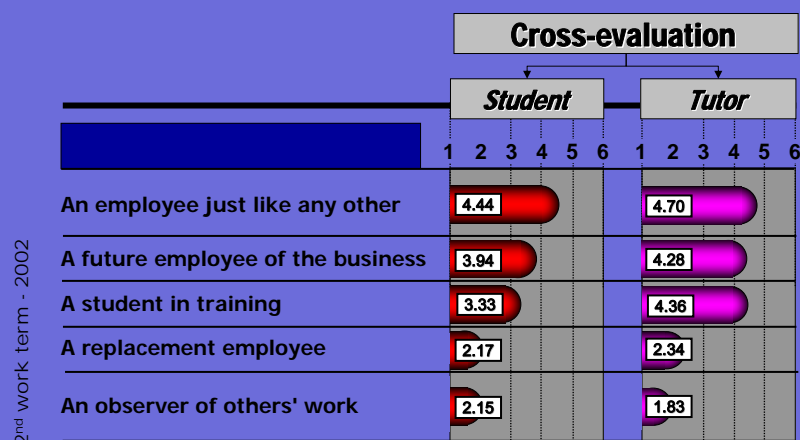 Cross-evaluation
Student Tutor
1 2 3 4 5 6 1 2 3 4 5 6
An employee just like any other 4.44 4.70
A future employee of the business 3.94 4.28
A student in training 3.33 4.36
A replacement employee 2.17 2.34
An observer of others' work 2.15 1.83
2nd work term - 2002